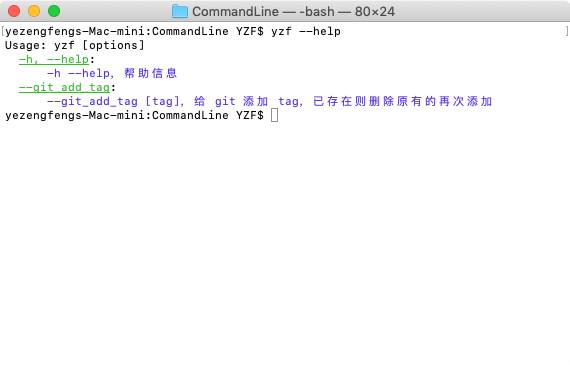 CommandLine — -bash — 80×24
yezengfengs-Mac-mini:CommandLine YZF$ yzf --help
Usage: yzf [options]
-h, --help:
-h --help, 帮助信息
--git_add_tag:
--git_add_tag [tag], 给 git 添加 tag, 已存在则删除原有的再次添加
yezengfengs-Mac-mini:CommandLine YZF$